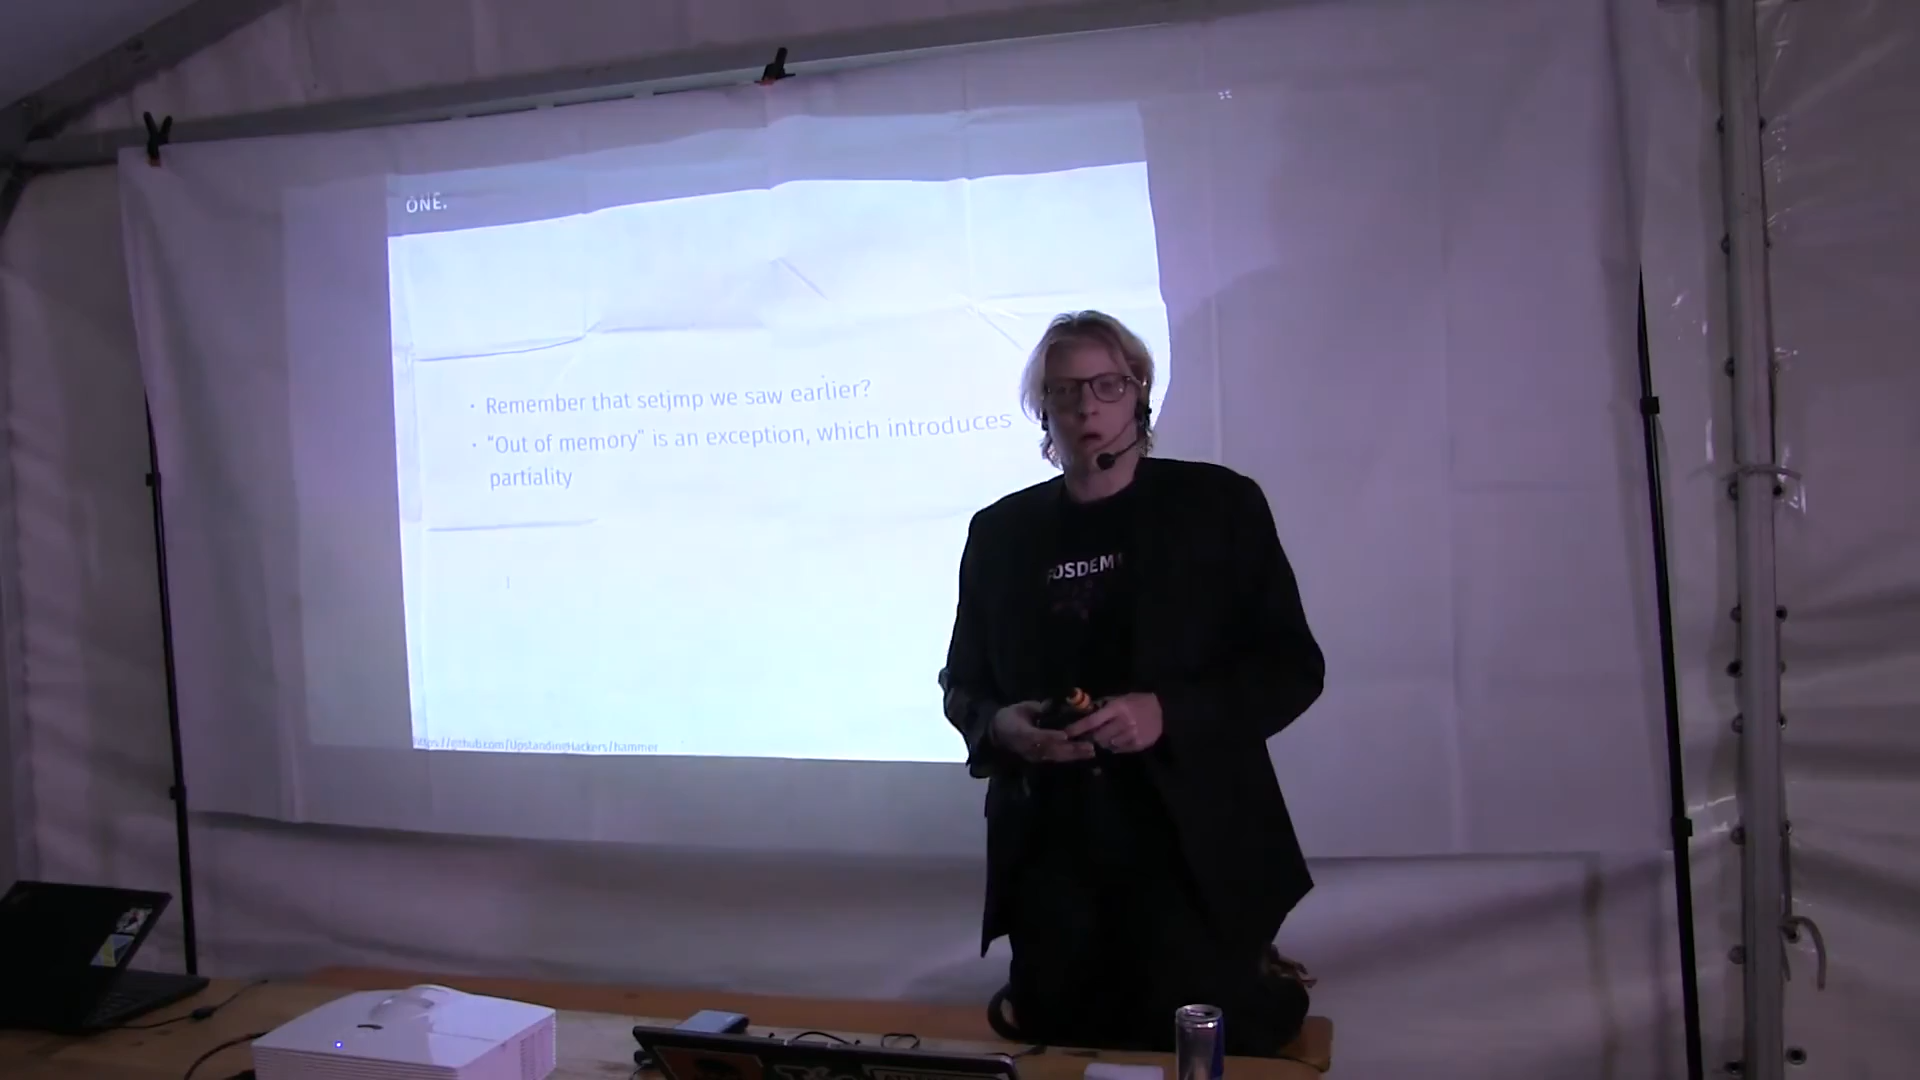 ONE.
· Remember that setjmp we saw earlier?
· "Out of memory" is an exception, which introduces
partiality
https://github.com/UpstandingHackers/hammer
OSDEM